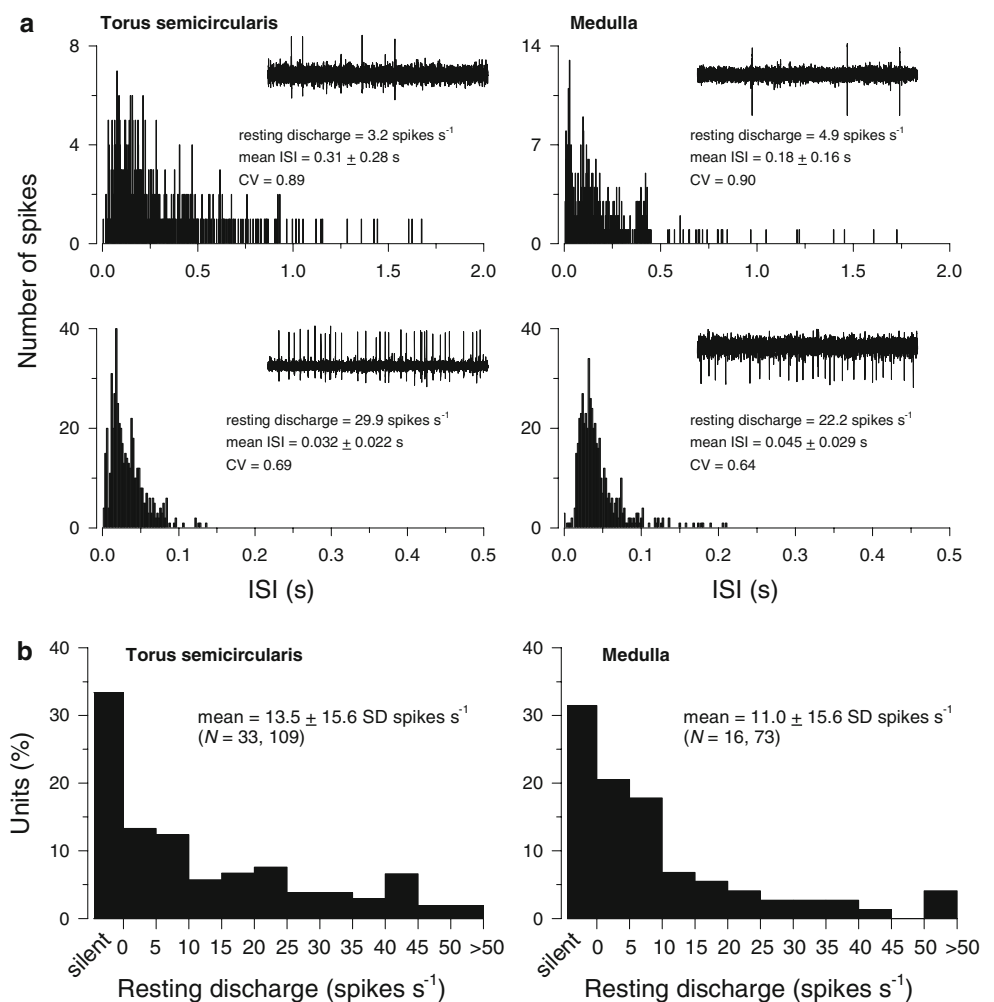 a
Torus semicircularis
Medulla
Number of spikes
8
4
0
resting discharge = 3.2 spikes s-1
mean ISI = 0.31 ± 0.28 s
CV = 0.89
0.0 0.5 1.0 1.5 2.0
14
7
0
resting discharge = 4.9 spikes s-1
mean ISI = 0.18 ± 0.16 s
CV = 0.90
0.0 0.5 1.0 1.5 2.0
40
20
0
resting discharge = 29.9 spikes s-1
mean ISI = 0.032 ± 0.022 s
CV = 0.69
0.0 0.1 0.2 0.3 0.4 0.5
ISI (s)
40
20
0
resting discharge = 22.2 spikes s-1
mean ISI = 0.045 ± 0.029 s
CV = 0.64
0.0 0.1 0.2 0.3 0.4 0.5
ISI (s)
b
Torus semicircularis
Units (%)
40
30
20
10
0
mean = 13.5 ± 15.6 SD spikes s-1
(N = 33, 109)
silent 0 5 10 15 20 25 30 35 40 45 50 >50
Resting discharge (spikes s-1)
Medulla
40
30
20
10
0
mean = 11.0 ± 15.6 SD spikes s-1
(N = 16, 73)
silent 0 5 10 15 20 25 30 35 40 45 50 >50
Resting discharge (spikes s-1)